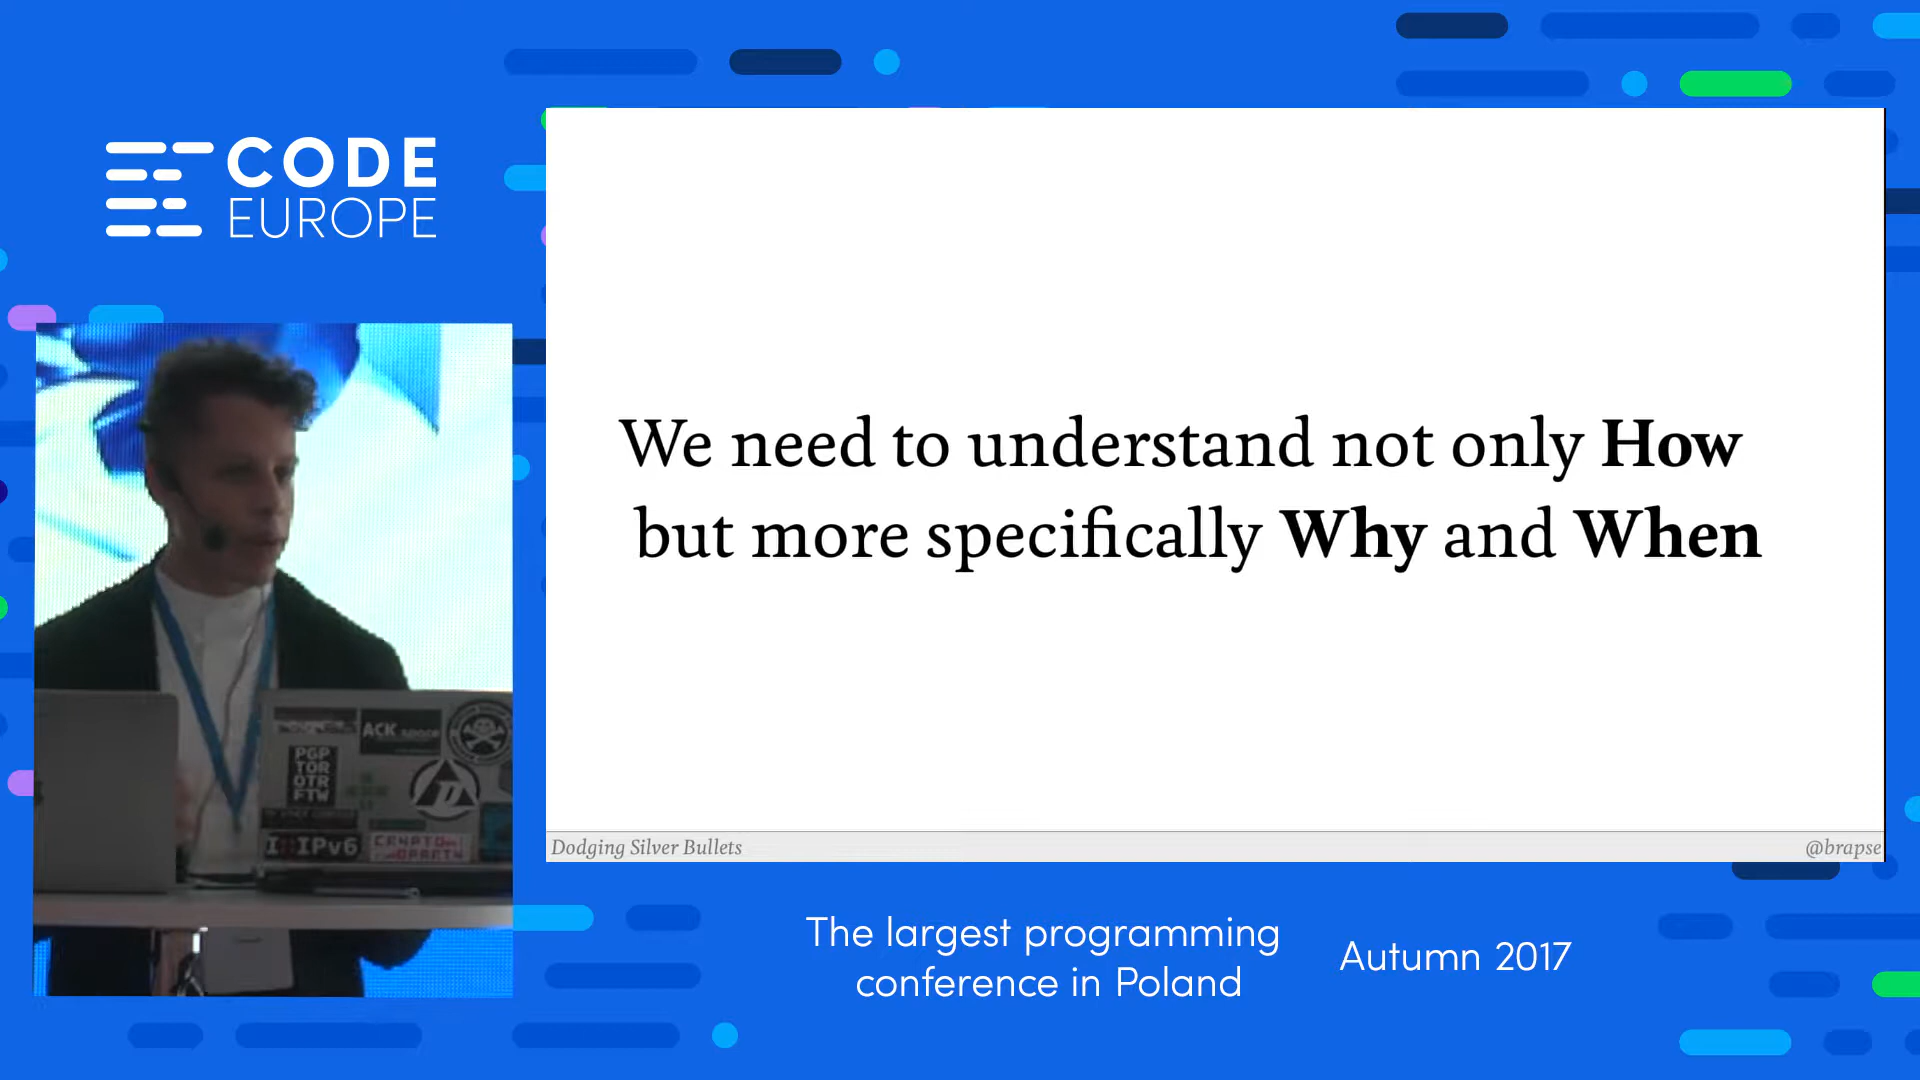 CODE
EUROPE
We need to understand not only How
but more specifically Why and When
Dodging Silver Bullets
@brapse
ACK SPACE
PGP
TOR
OTR
FTW
IPv6
The largest programming
conference in Poland
Autumn 2017